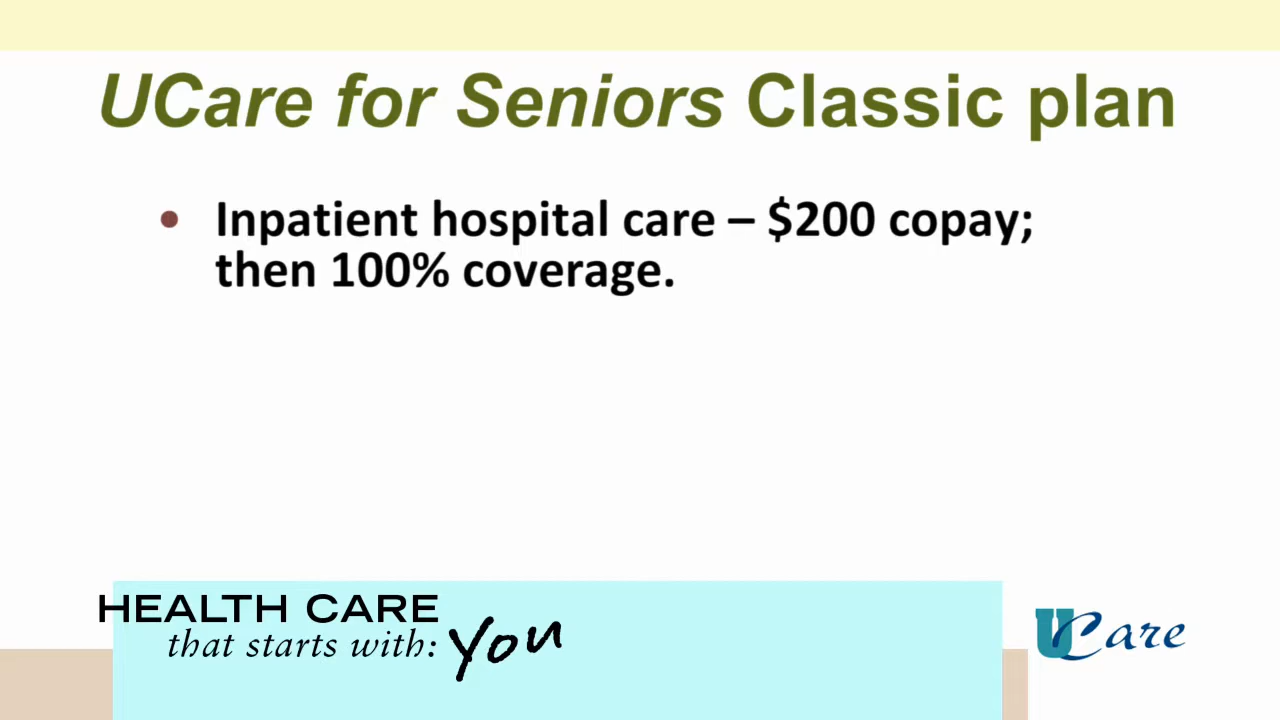 UCare for Seniors Classic plan
• Inpatient hospital care – $200 copay;
then 100% coverage.
HEALTH CARE
that starts with: You
UCare